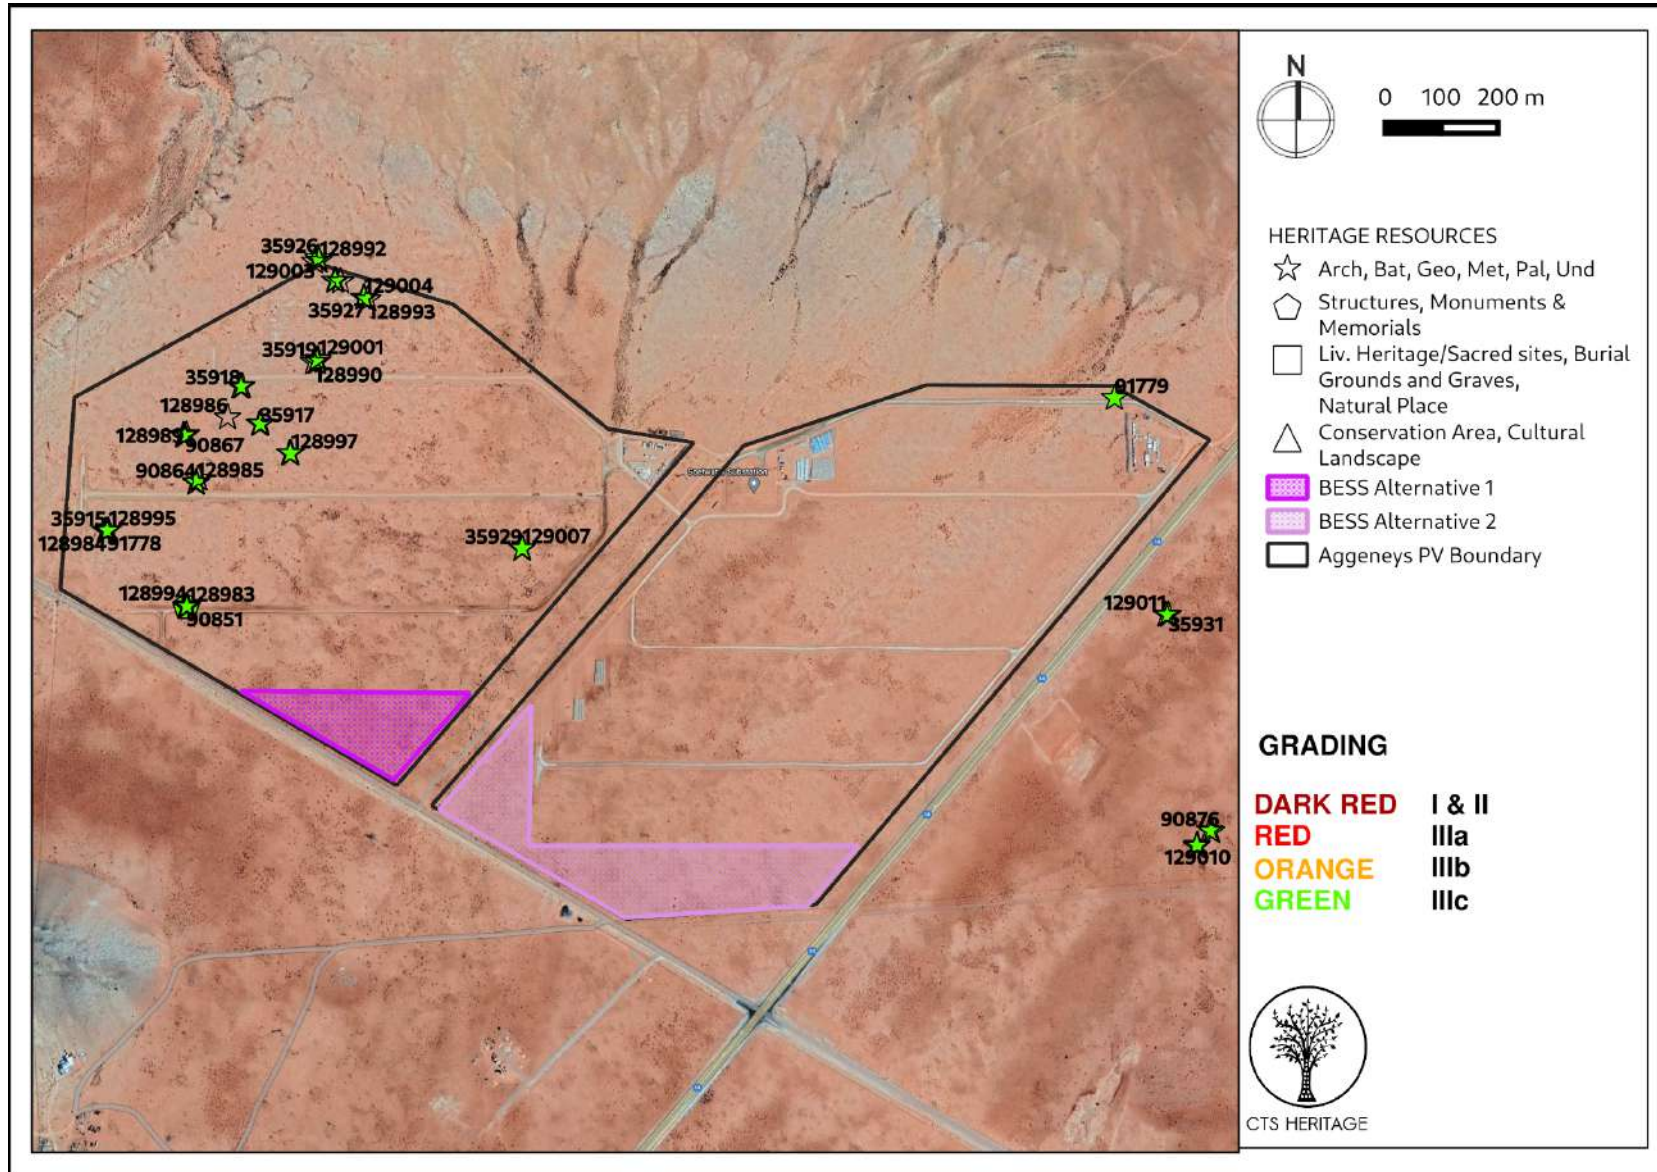 35926 128992
129003
129004
35927 128993
35919 129001
128990
35918
128986
35917
128989
90867
128997
90864 128985
35915 128995
128984 91778
35929 129007
128994 128983
90851
91779
129011
35931
90876
129010
N
0 100 200 m
HERITAGE RESOURCES
Arch, Bat, Geo, Met, Pal, Und
Structures, Monuments &
Memorials
Liv. Heritage/Sacred sites, Burial
Grounds and Graves,
Natural Place
Conservation Area, Cultural
Landscape
BESS Alternative 1
BESS Alternative 2
Aggeneys PV Boundary
GRADING
DARK RED I & II
RED IIIa
ORANGE IIIb
GREEN IIIc
CTS HERITAGE